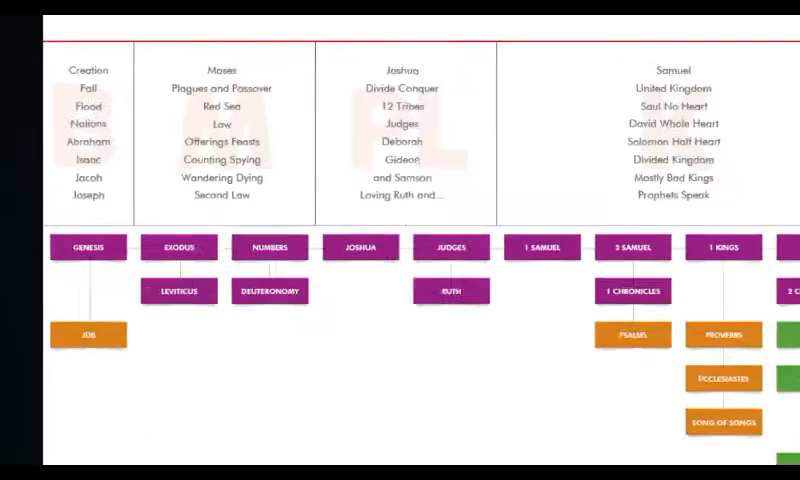 Creation
Fall
Flood
Nations
Abraham
Isaac
Jacob
Joseph
Moses
Plagues and Passover
Red Sea
Law
Offerings Feasts
Counting Spying
Wandering Dying
Second Law
Joshua
Divide Conquer
12 Tribes
Judges
Deborah
Gideon
and Samson
Loving Ruth and...
Samuel
United Kingdom
Saul No Heart
David Whole Heart
Solomon Half Heart
Divided Kingdom
Mostly Bad Kings
Prophets Speak
GENESIS
EXODUS
NUMBERS
JOSHUA
JUDGES
1 SAMUEL
2 SAMUEL
1 KINGS
LEVITICUS
DEUTERONOMY
RUTH
1 CHRONICLES
2 C
JOB
PSALMS
PROVERBS
ECCLESIASTES
SONG OF SONGS